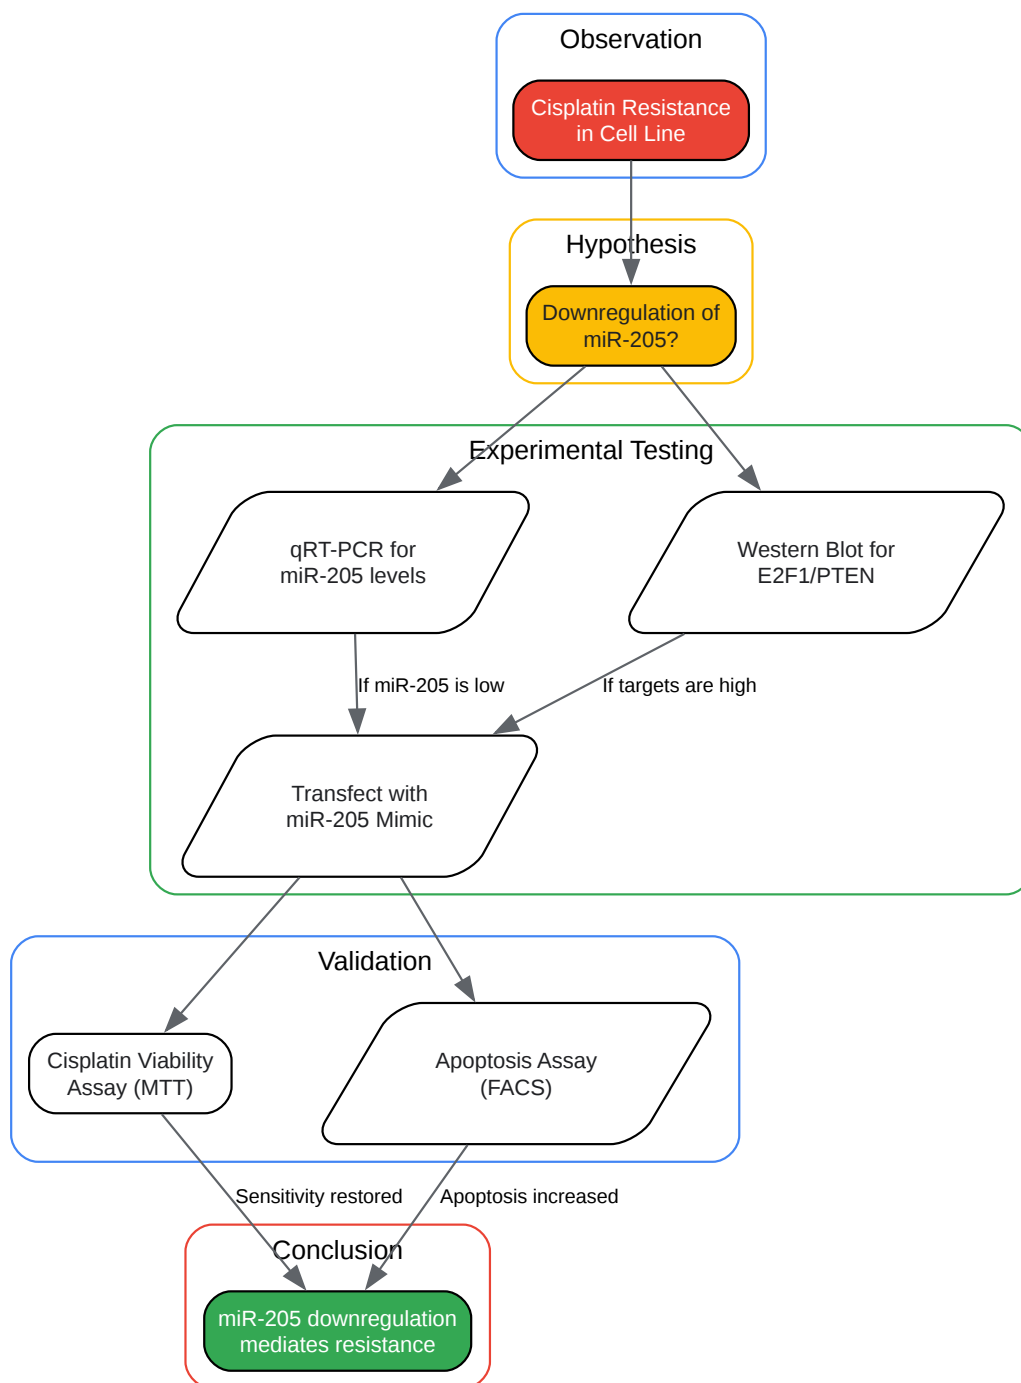 Observation
Cisplatin Resistance
in Cell Line
Hypothesis
Downregulation of
miR-205?
Experimental Testing
qRT-PCR for
miR-205 levels
Western Blot for
E2F1/PTEN
If miR-205 is low
If targets are high
Transfect with
miR-205 Mimic
Validation
Cisplatin Viability
Assay (MTT)
Apoptosis Assay
(FACS)
Sensitivity restored
Apoptosis increased
Conclusion
miR-205 downregulation
mediates resistance